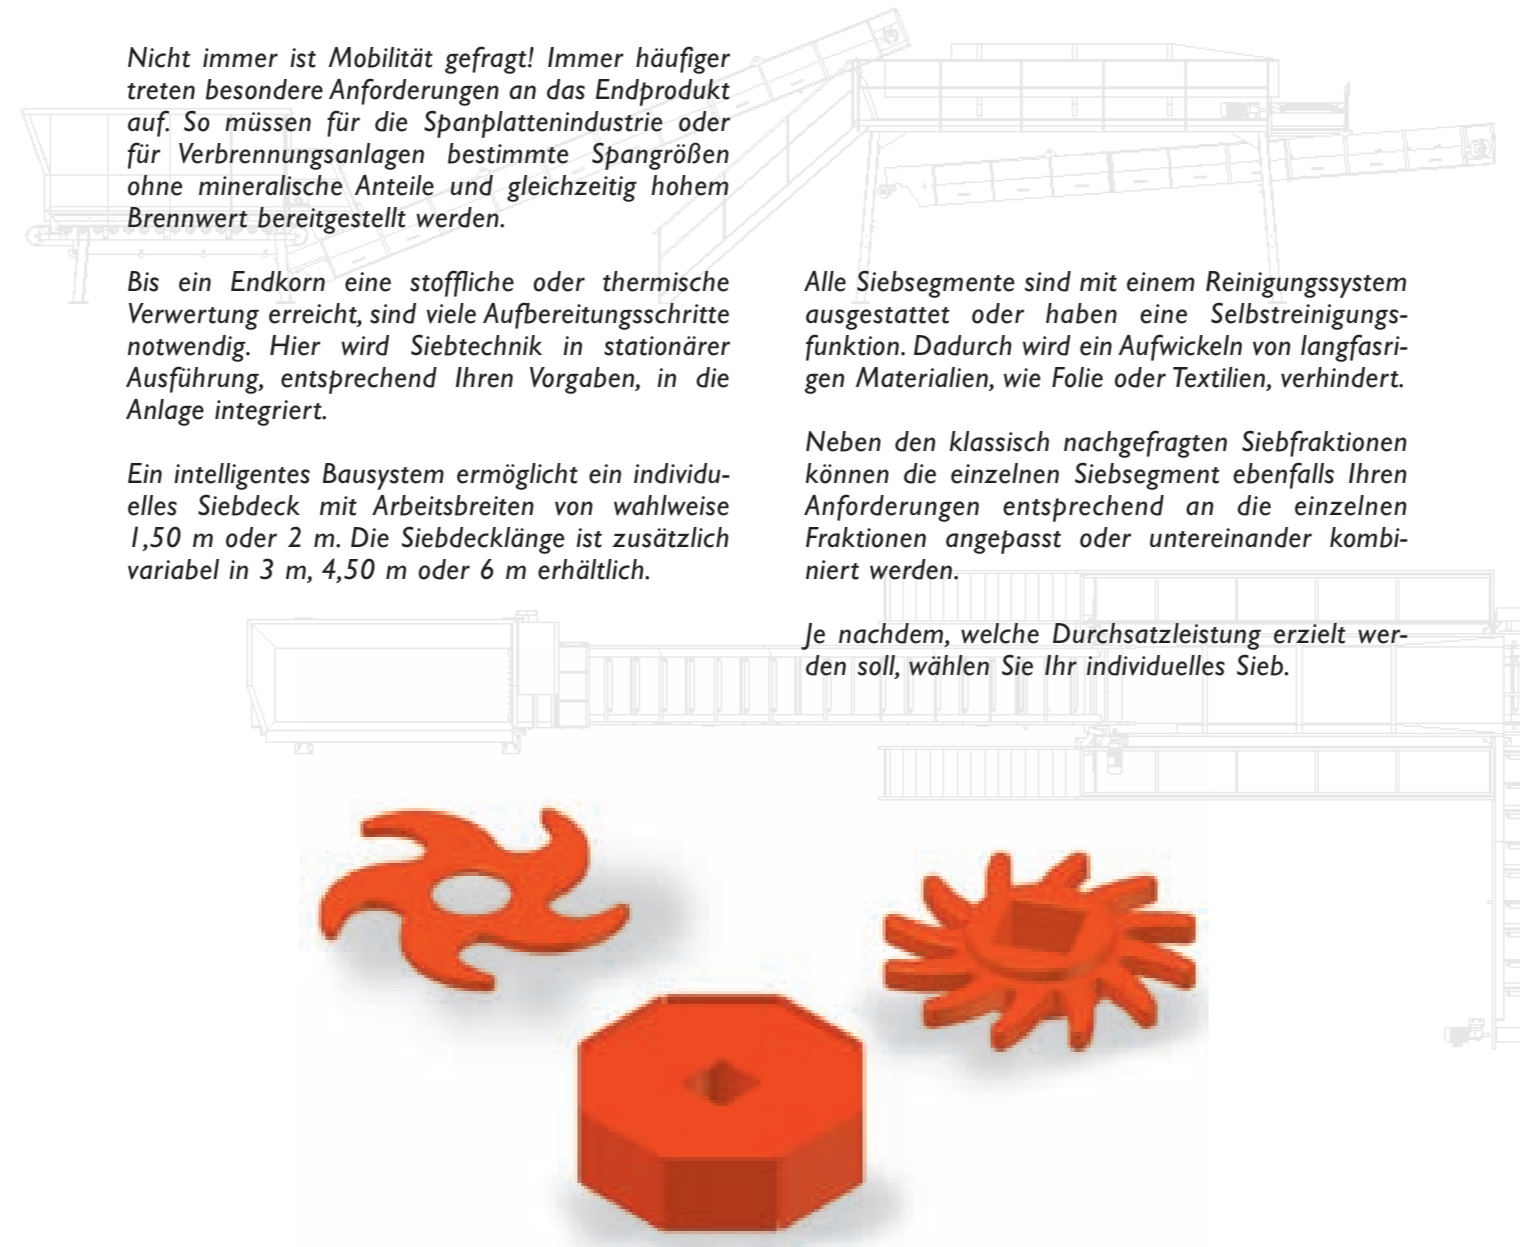 Nicht immer ist Mobilität gefragt! Immer häufiger
treten besondere Anforderungen an das Endprodukt
auf. So müssen für die Spanplattenindustrie oder
für Verbrennungsanlagen bestimmte Spangrößen
ohne mineralische Anteile und gleichzeitig hohem
Brennwert bereitgestellt werden.
Bis ein Endkorn eine stoffliche oder thermische
Verwertung erreicht, sind viele Aufbereitungsschritte
notwendig. Hier wird Siebtechnik in stationärer
Ausführung, entsprechend Ihren Vorgaben, in die
Anlage integriert.
Ein intelligentes Bausystem ermöglicht ein individu-
elles Siebdeck mit Arbeitsbreiten von wahlweise
1,50 m oder 2 m. Die Siebdecklänge ist zusätzlich
variabel in 3 m, 4,50 m oder 6 m erhältlich.
Alle Siebsegmente sind mit einem Reinigungssystem
ausgestattet oder haben eine Selbstreinigungs-
funktion. Dadurch wird ein Aufwickeln von langfasri-
gen Materialien, wie Folie oder Textilien, verhindert.
Neben den klassisch nachgefragten Siebfraktionen
können die einzelnen Siebsegment ebenfalls Ihren
Anforderungen entsprechend an die einzelnen
Fraktionen angepasst oder untereinander kombi-
niert werden.
Je nachdem, welche Durchsatzleistung erzielt wer-
den soll, wählen Sie Ihr individuelles Sieb.